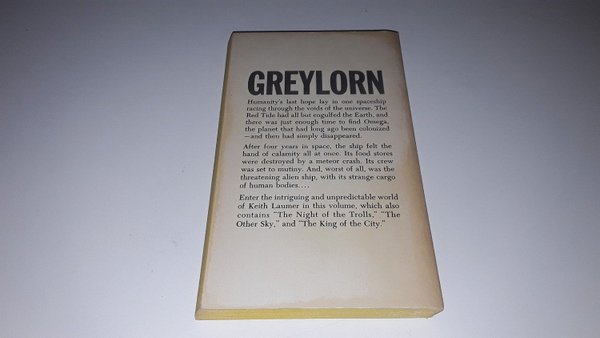 GREYLORN
Humanity's last hope lay in one spaceship
racing through the voids of the universe. The
Red Tide had all but engulfed the Earth, and
there was just enough time to find Omega,
the planet that had long ago been colonized
—and then had simply disappeared.
After four years in space, the ship felt the
hand of calamity all at once. Its food stores
were destroyed by a meteor crash. Its crew
was set to mutiny. And, worst of all, was the
threatening alien ship, with its strange cargo
of human bodies....
Enter the intriguing and unpredictable world
of Keith Laumer in this volume, which also
contains "The Night of the Trolls," "The
Other Sky," and "The King of the City."